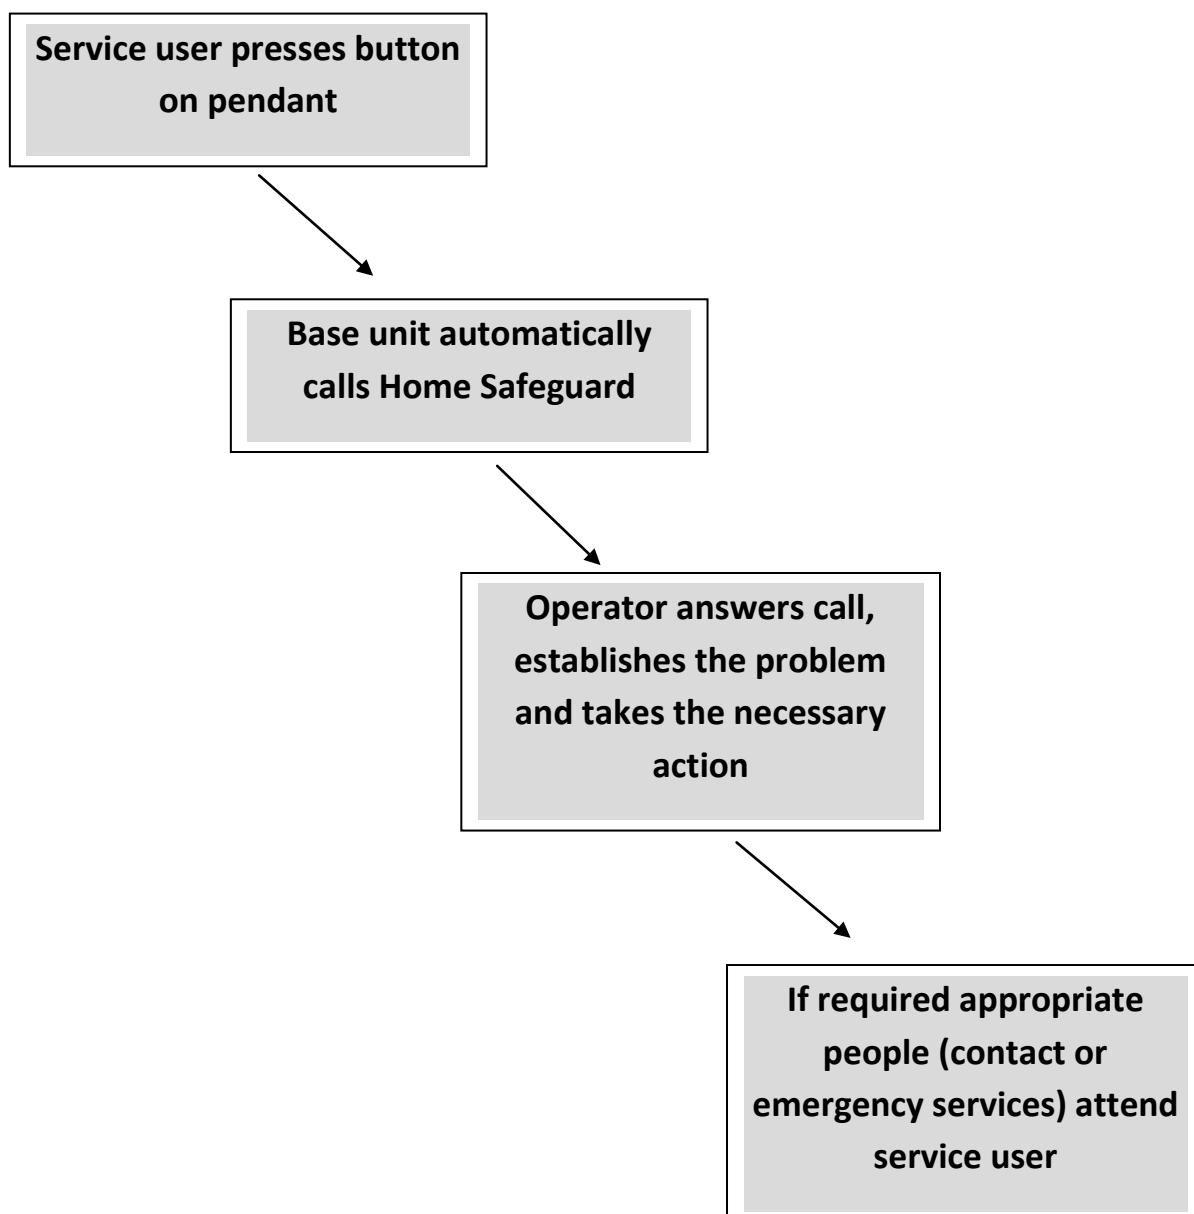 Service user presses button
on pendant
Base unit automatically
calls Home Safeguard
Operator answers call,
establishes the problem
and takes the necessary
action
If required appropriate
people (contact or
emergency services) attend
service user